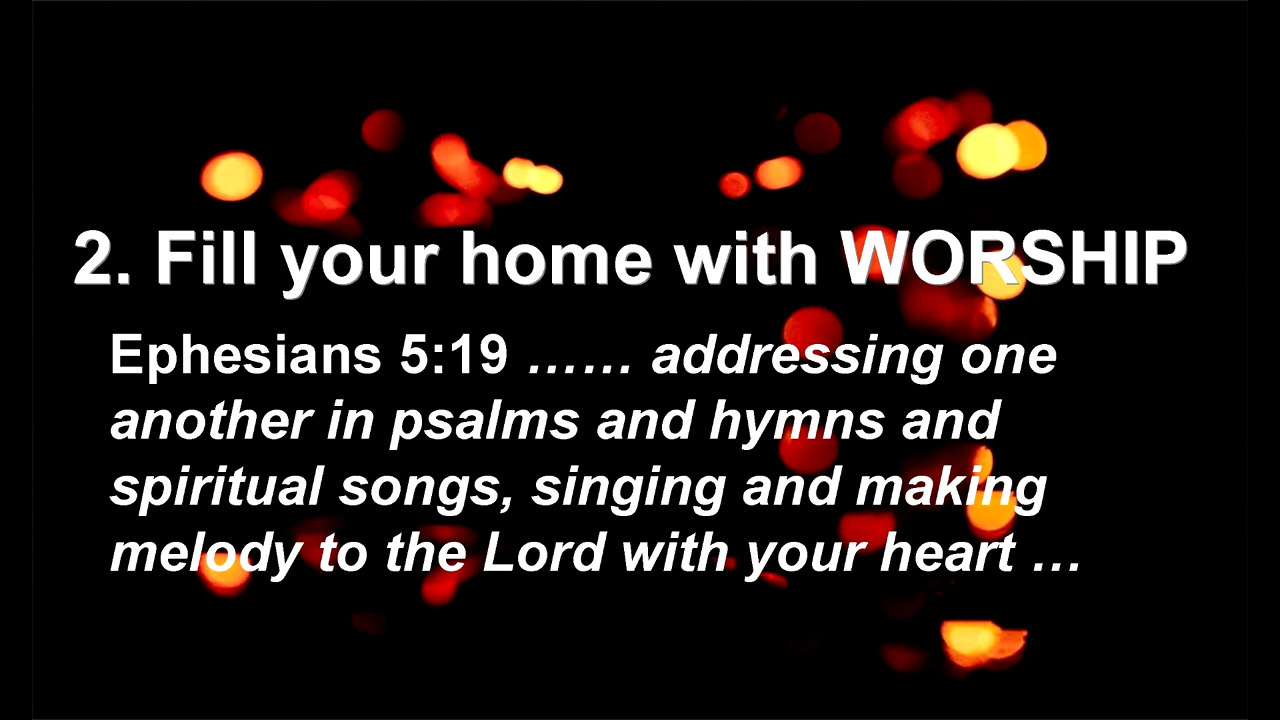 2. Fill your home with WORSHIP
Ephesians 5:19 …… addressing one
another in psalms and hymns and
spiritual songs, singing and making
melody to the Lord with your heart …